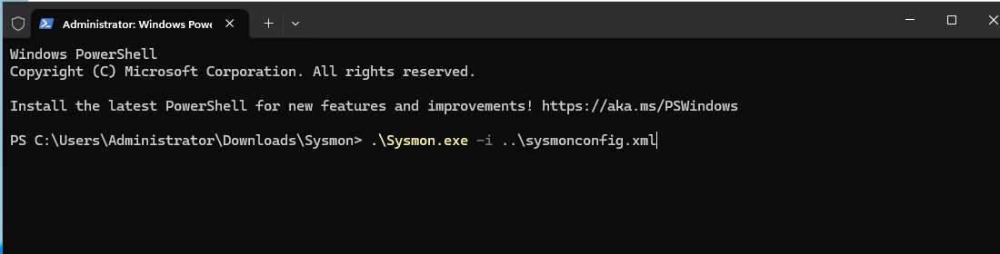 Administrator: Windows Powe
Windows PowerShell
Copyright (C) Microsoft Corporation. All rights reserved.
Install the latest PowerShell for new features and improvements! https://aka.ms/PSWindows
PS C:\Users\Administrator\Downloads\Sysmon> .\Sysmon.exe -i ..\sysmonconfig.xml